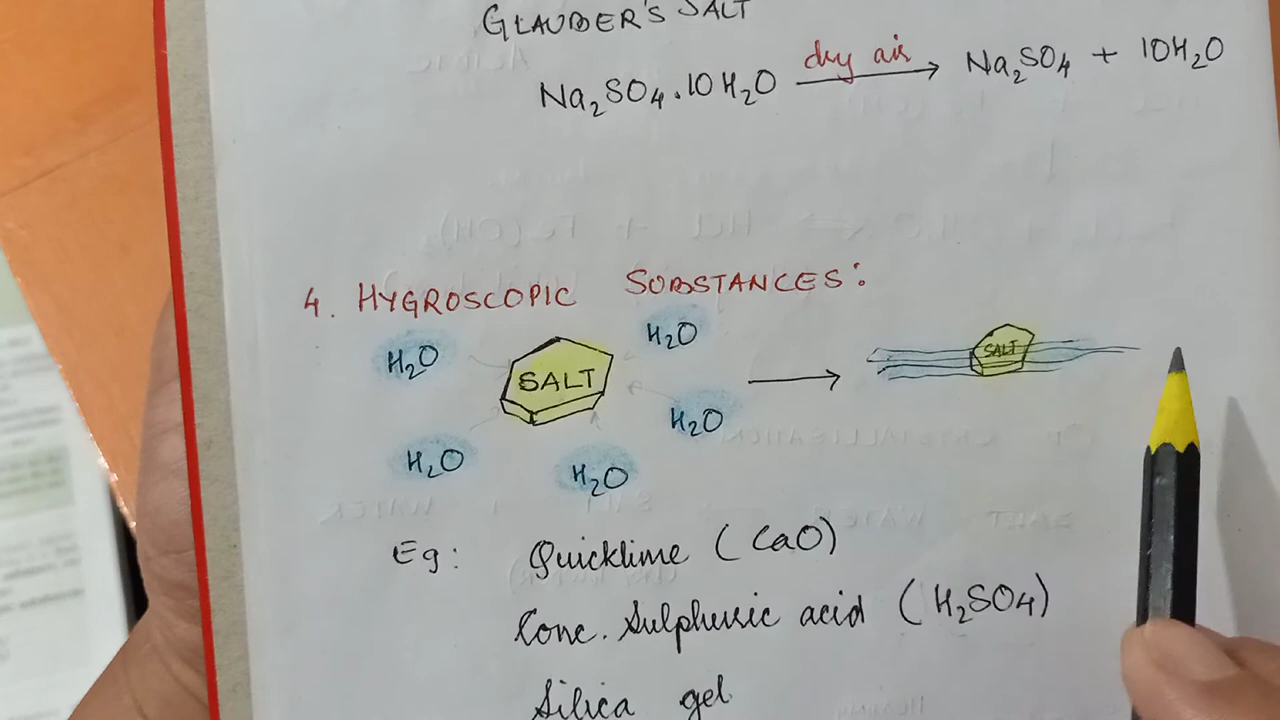 GLAUBER'S SALT
Na₂SO₄.10H₂O dry air → Na₂SO₄ + 10H₂O
4. HYGROSCOPIC SUBSTANCES:
H₂O H₂O
SALT → SALT
H₂O
H₂O H₂O
Eg: Quicklime (CaO)
Conc. Sulphuric acid (H₂SO₄)
Silica gel